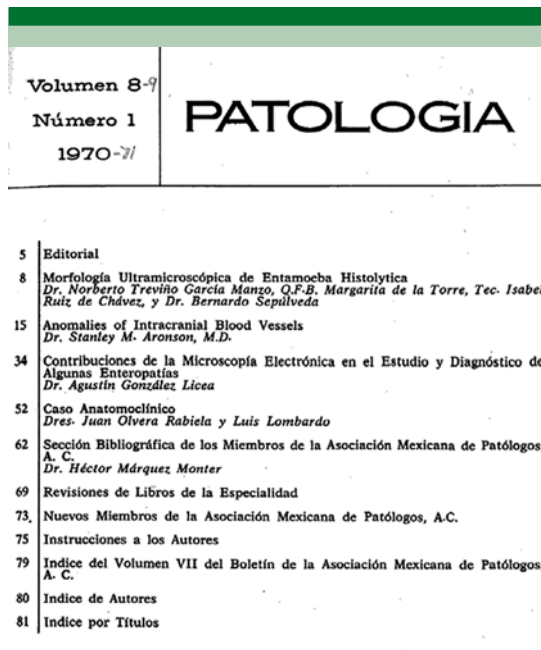 Volumen 8-9
Número 1
1970-71
PATOLOGIA
5 Editorial
8 Morfología Ultramicroscópica de Entamoeba Histolytica
Dr. Norberto Treviño García Manzo, Q.F.B. Margarita de la Torre, Tec. Isabel
Ruiz de Chávez, y Dr. Bernardo Sepúlveda
15 Anomalies of Intracranial Blood Vessels
Dr. Stanley M. Aronson, M.D.
34 Contribuciones de la Microscopía Electrónica en el Estudio y Diagnóstico de
Algunas Enteropatías
Dr. Agustín González Licea
52 Caso Anatomoclínico
Dres. Juan Olvera Rabiela y Luis Lombardo
62 Sección Bibliográfica de los Miembros de la Asociación Mexicana de Patólogos
A. C.
Dr. Héctor Márquez Monter
69 Revisiones de Libros de la Especialidad
73. Nuevos Miembros de la Asociación Mexicana de Patólogos, A.C.
75 Instrucciones a los Autores
79 Indice del Volumen VII del Boletín de la Asociación Mexicana de Patólogos
A. C.
80 Indice de Autores
81 Indice por Títulos